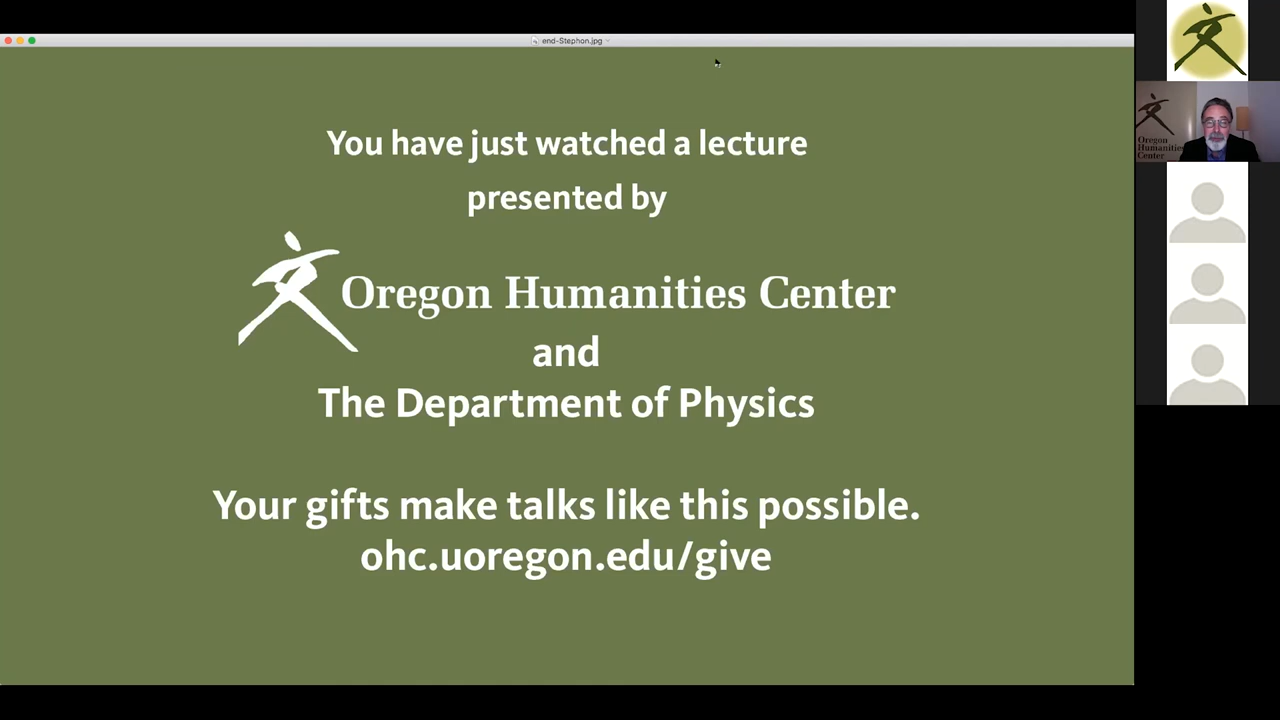 end-Stephon.jpg
You have just watched a lecture
presented by
Oregon Humanities Center
and
The Department of Physics
Your gifts make talks like this possible.
ohc.uoregon.edu/give
Oregon
Humanities
Center